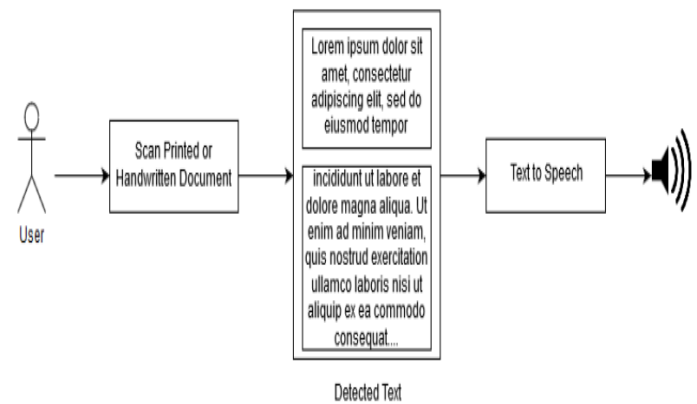 User
Scan Printed or
Handwritten Document
Lorem ipsum dolor sit
amet, consectetur
adipiscing elit, sed do
eiusmod tempor
incididunt ut labore et
dolore magna aliqua. Ut
enim ad minim veniam,
quis nostrud exercitation
ullamco laboris nisi ut
aliquip ex ea commodo
consequat....
Detected Text
Text to Speech